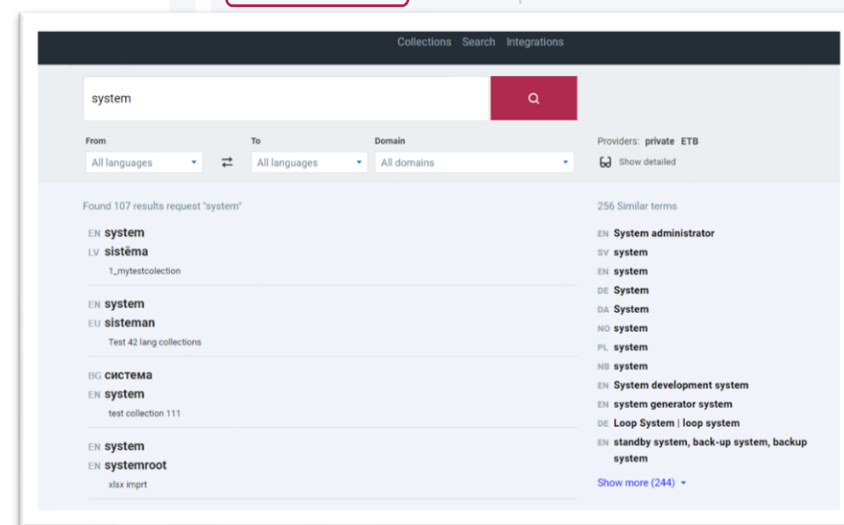 Collections Search Integrations
system
From To Domain
All languages All languages All domains
Providers: private ETB
Show detailed
Found 107 results request "system"
EN system
LV sistēma
1_mytestcolection
EN system
EU sisteman
Test 42 lang collections
BG система
EN system
test collection 111
EN system
EN systemroot
xlsx imprt
256 Similar terms
EN System administrator
SV system
EN system
DE System
DA System
NO system
PL system
NB system
EN System development system
EN system generator system
DE Loop System | loop system
EN standby system, back-up system, backup
system
Show more (244)